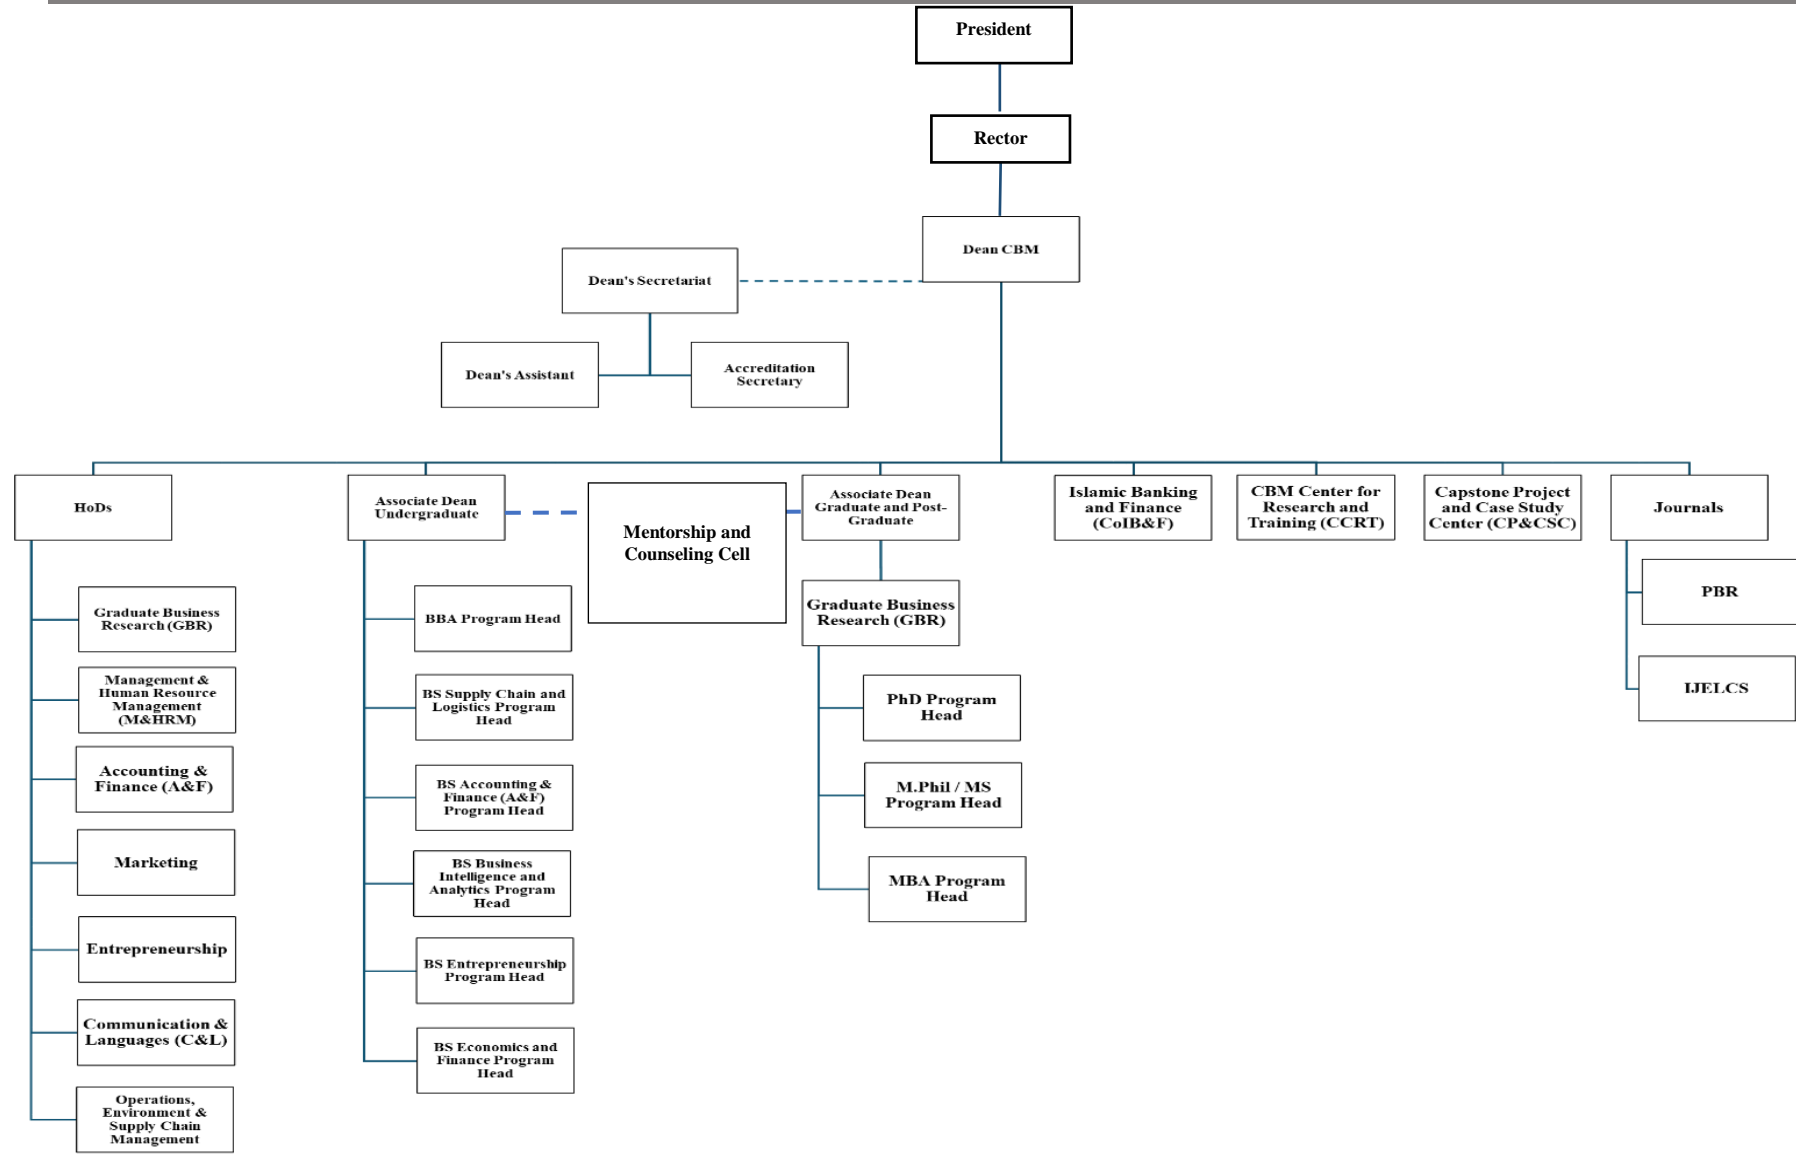 President
Rector
Dean CBM
Dean's Secretariat
Dean's Assistant
Accreditation
Secretary
HoDs
Associate Dean
Undergraduate
Mentorship and
Counseling Cell
Associate Dean
Graduate and Post-
Graduate
Islamic Banking
and Finance
(CoIB&F)
CBM Center for
Research and
Training (CCRT)
Capstone Project
and Case Study
Center (CP&CSC)
Journals
Graduate Business
Research (GBR)
Management &
Human Resource
Management
(M&HRM)
Accounting &
Finance (A&F)
Marketing
Entrepreneurship
Communication &
Languages (C&L)
Operations,
Environment &
Supply Chain
Management
BBA Program Head
BS Supply Chain and
Logistics Program
Head
BS Accounting &
Finance (A&F)
Program Head
BS Business
Intelligence and
Analytics Program
Head
BS Entrepreneurship
Program Head
BS Economics and
Finance Program
Head
Graduate Business
Research (GBR)
PhD Program
Head
M.Phil / MS
Program Head
MBA Program
Head
PBR
IJELCS